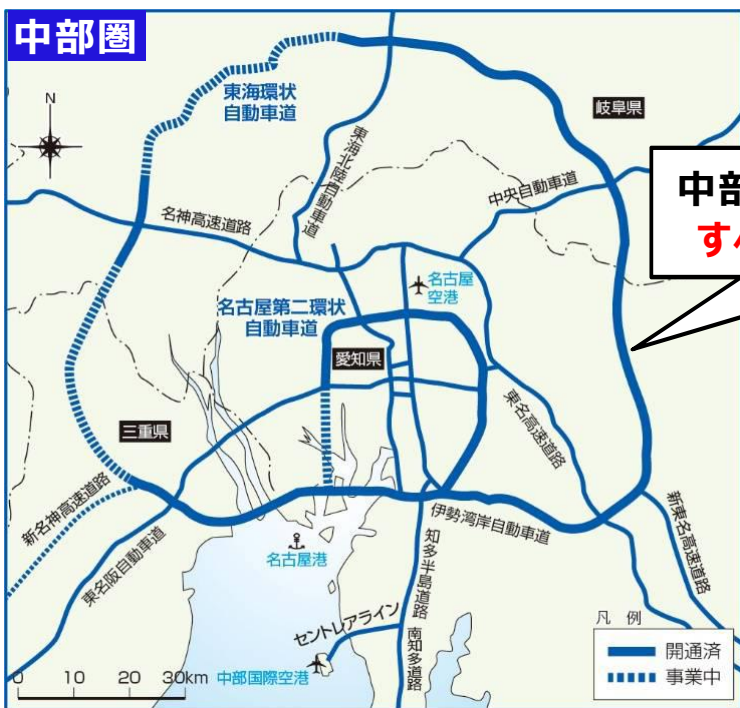 中部圏
N
東海環状
自動車道
岐阜県
東海北陸自動車道
中央自動車道
中部
す
名神高速道路
名古屋
空港
名古屋第二環状
自動車道
愛知県
東名高速道路
三重県
新名神高速道路
伊勢湾岸自動車道
新東名高速道路
東名阪自動車道
名古屋港
知多半島道路
セントレアライン
南知多道路
凡 例
開通済
事業中
0 10 20 30km
中部国際空港